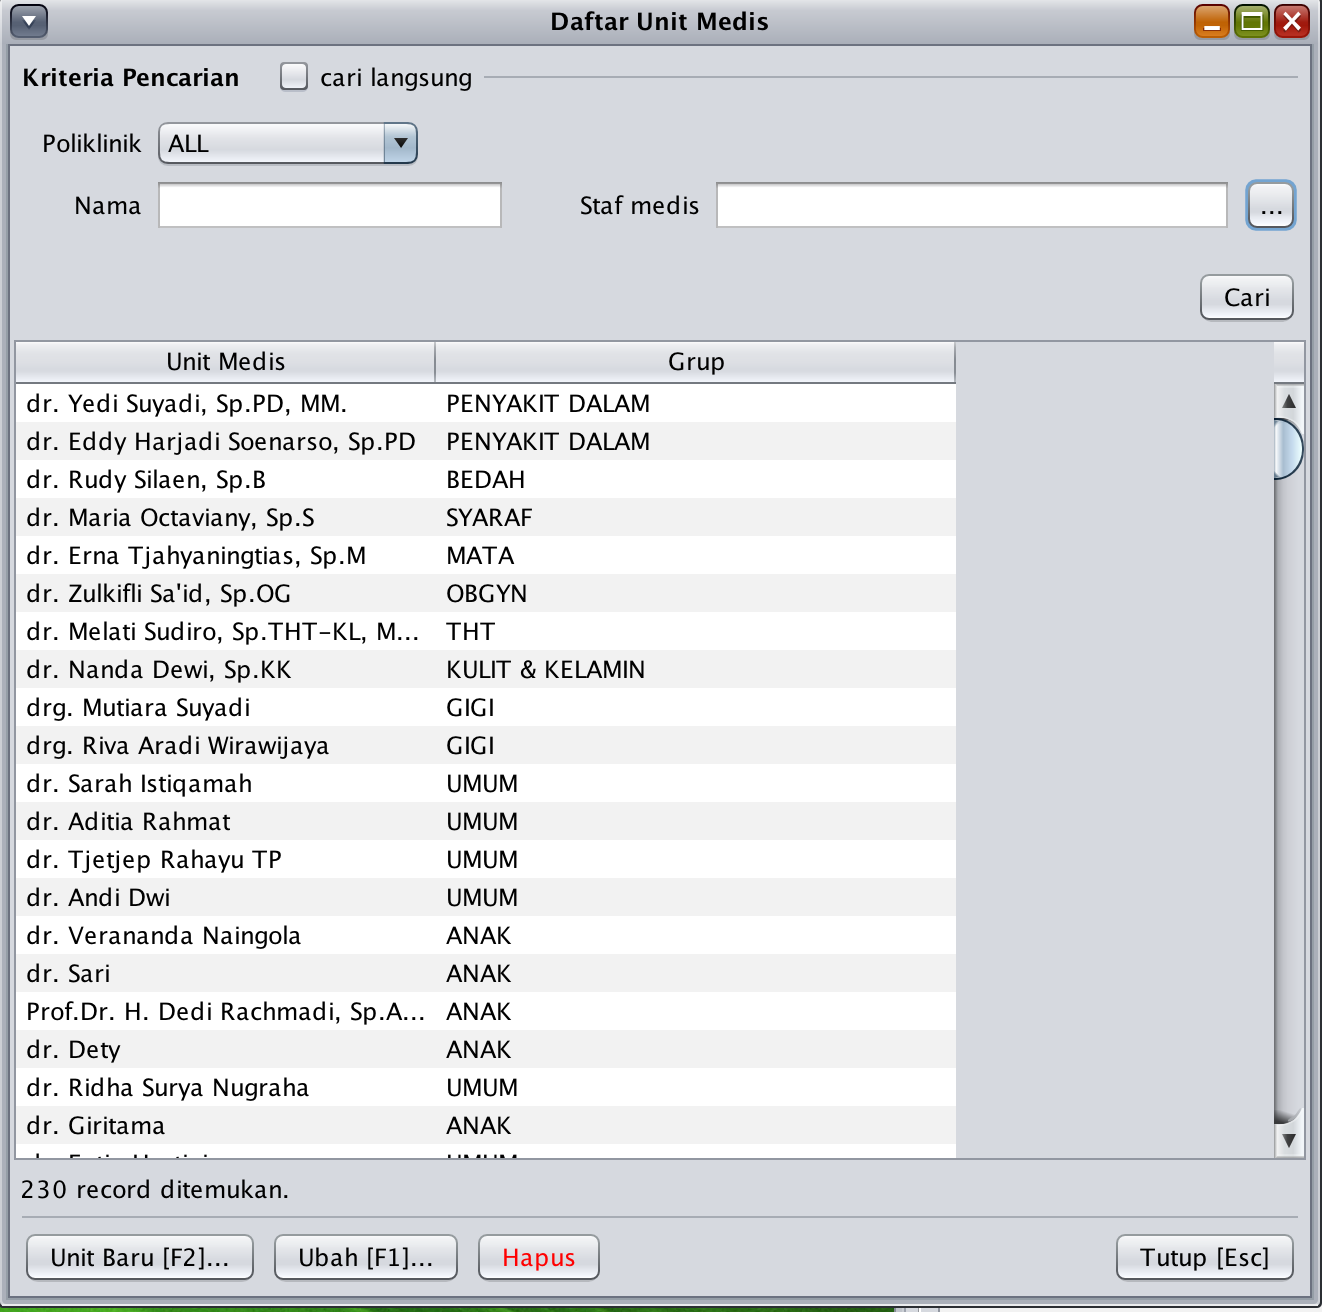 Daftar Unit Medis
Kriteria Pencarian cari langsung
Poliklinik ALL
Nama Staf medis ...
Cari
Unit Medis Grup
dr. Yedi Suyadi, Sp.PD, MM. PENYAKIT DALAM
dr. Eddy Harjadi Soenarso, Sp.PD PENYAKIT DALAM
dr. Rudy Silaen, Sp.B BEDAH
dr. Maria Octaviany, Sp.S SYARAF
dr. Erna Tjahyaningtias, Sp.M MATA
dr. Zulkifli Sa'id, Sp.OG OBGYN
dr. Melati Sudiro, Sp.THT-KL, M... THT
dr. Nanda Dewi, Sp.KK KULIT & KELAMIN
drg. Mutiara Suyadi GIGI
drg. Riva Aradi Wirawijaya GIGI
dr. Sarah Istiqamah UMUM
dr. Aditia Rahmat UMUM
dr. Tjetjep Rahayu TP UMUM
dr. Andi Dwi UMUM
dr. Verananda Naingola ANAK
dr. Sari ANAK
Prof.Dr. H. Dedi Rachmadi, Sp.A... ANAK
dr. Dety ANAK
dr. Ridha Surya Nugraha UMUM
dr. Giritama ANAK
230 record ditemukan.
Unit Baru [F2]... Ubah [F1]... Hapus Tutup [Esc]